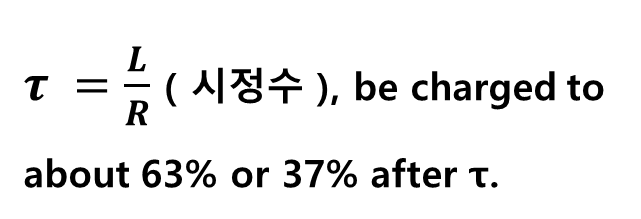 τ = L/R ( 시정수 ), be charged to
about 63% or 37% after τ.